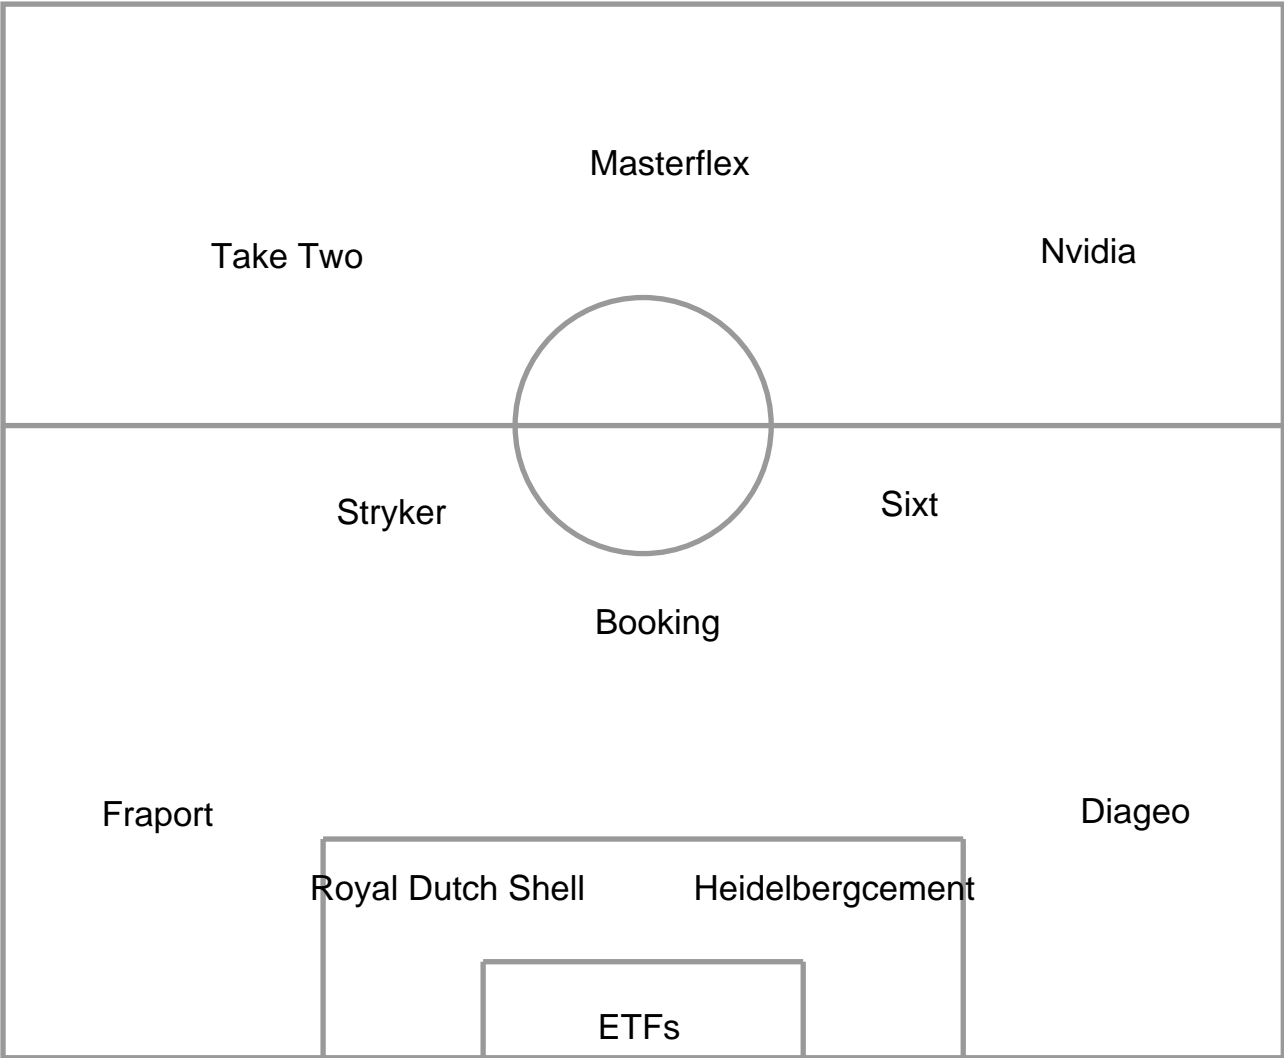 Masterflex
Take Two
Nvidia
Stryker
Sixt
Booking
Fraport
Diageo
Royal Dutch Shell
Heidelbergcement
ETFs